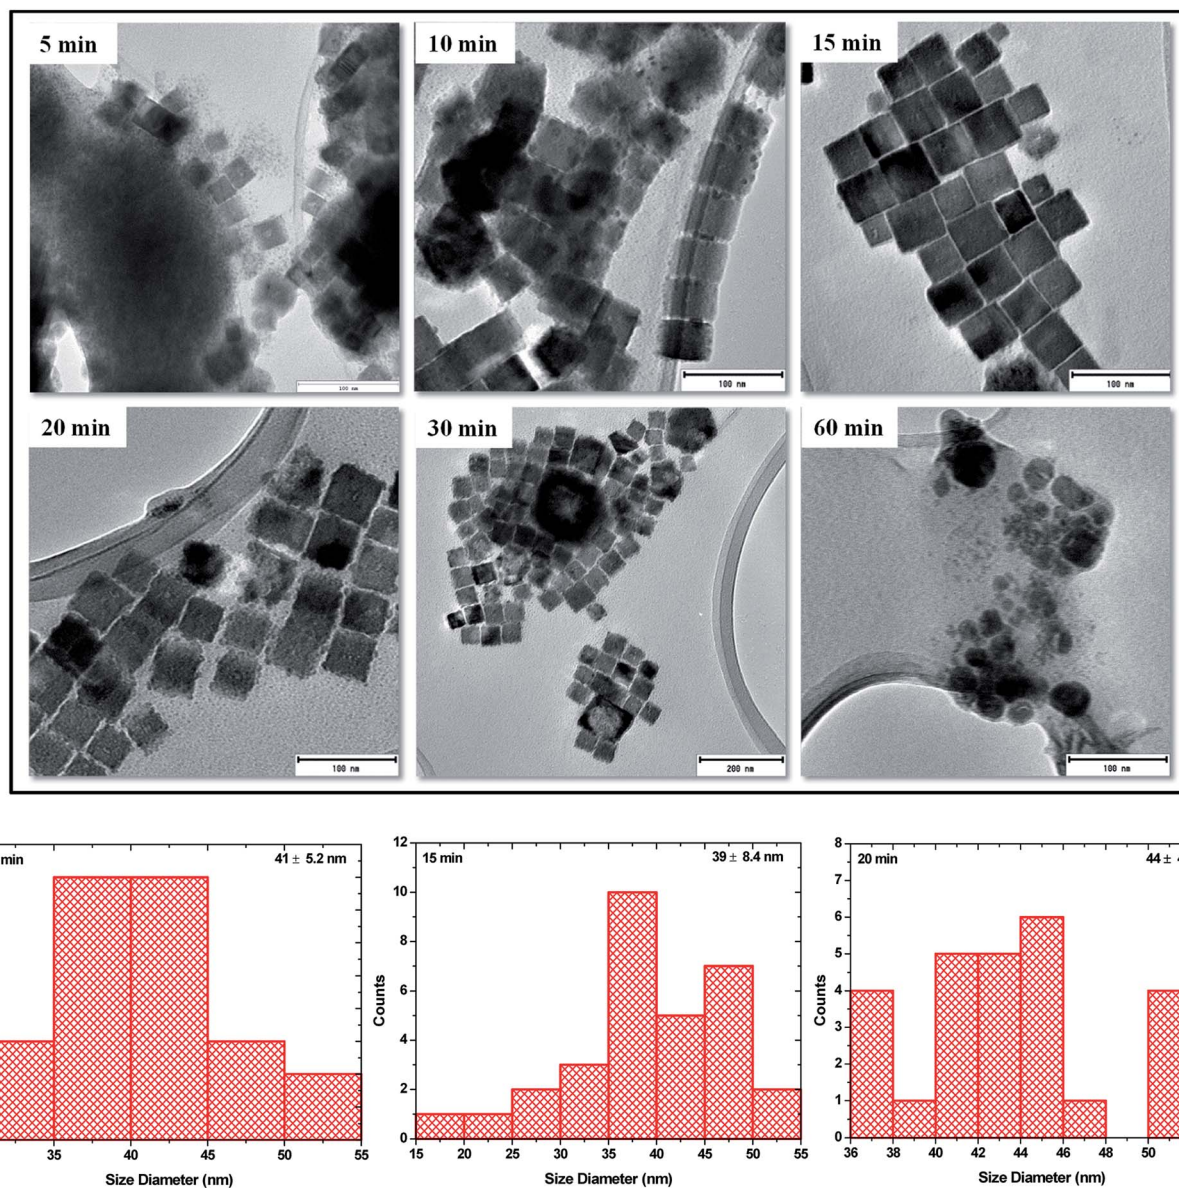 5 min
10 min
15 min
100 nm
100 nm
100 nm
20 min
30 min
60 min
100 nm
200 nm
100 nm
min
41 ± 5.2 nm
35 40 45 50 55
Size Diameter (nm)
15 min
39 ± 8.4 nm
12
10
8
6
4
2
0
Counts
15 20 25 30 35 40 45 50 55
Size Diameter (nm)
20 min
44 ±
8
7
6
5
4
3
2
1
0
Counts
36 38 40 42 44 46 48 50 52
Size Diameter (nm)